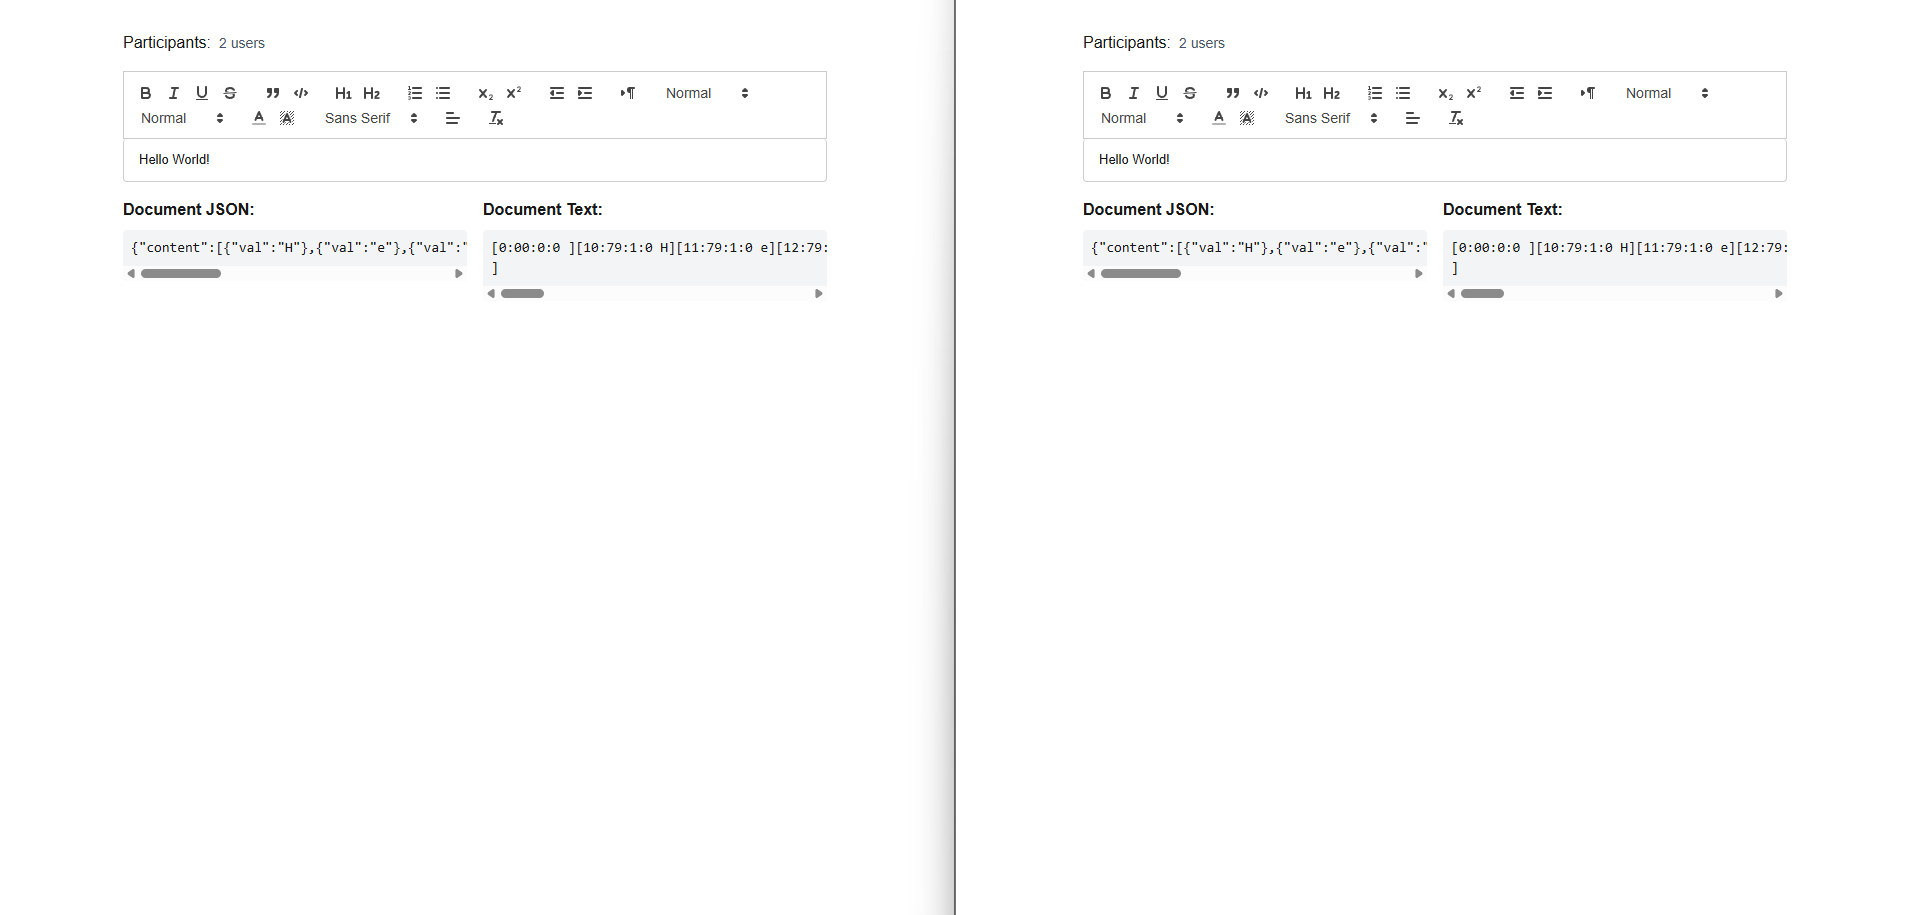 Participants: 2 users
B I U S H1 H2 x2 x2 Normal
Normal A A Sans Serif Tx
Hello World!
Document JSON:
{"content":[{"val":"H"},{"val":"e"},{"val":"
Document Text:
[0:00:0:0 ][10:79:1:0 H][11:79:1:0 e][12:79:
]
Participants: 2 users
B I U S H1 H2 x2 x2 Normal
Normal A A Sans Serif Tx
Hello World!
Document JSON:
{"content":[{"val":"H"},{"val":"e"},{"val":"
Document Text:
[0:00:0:0 ][10:79:1:0 H][11:79:1:0 e][12:79:
]